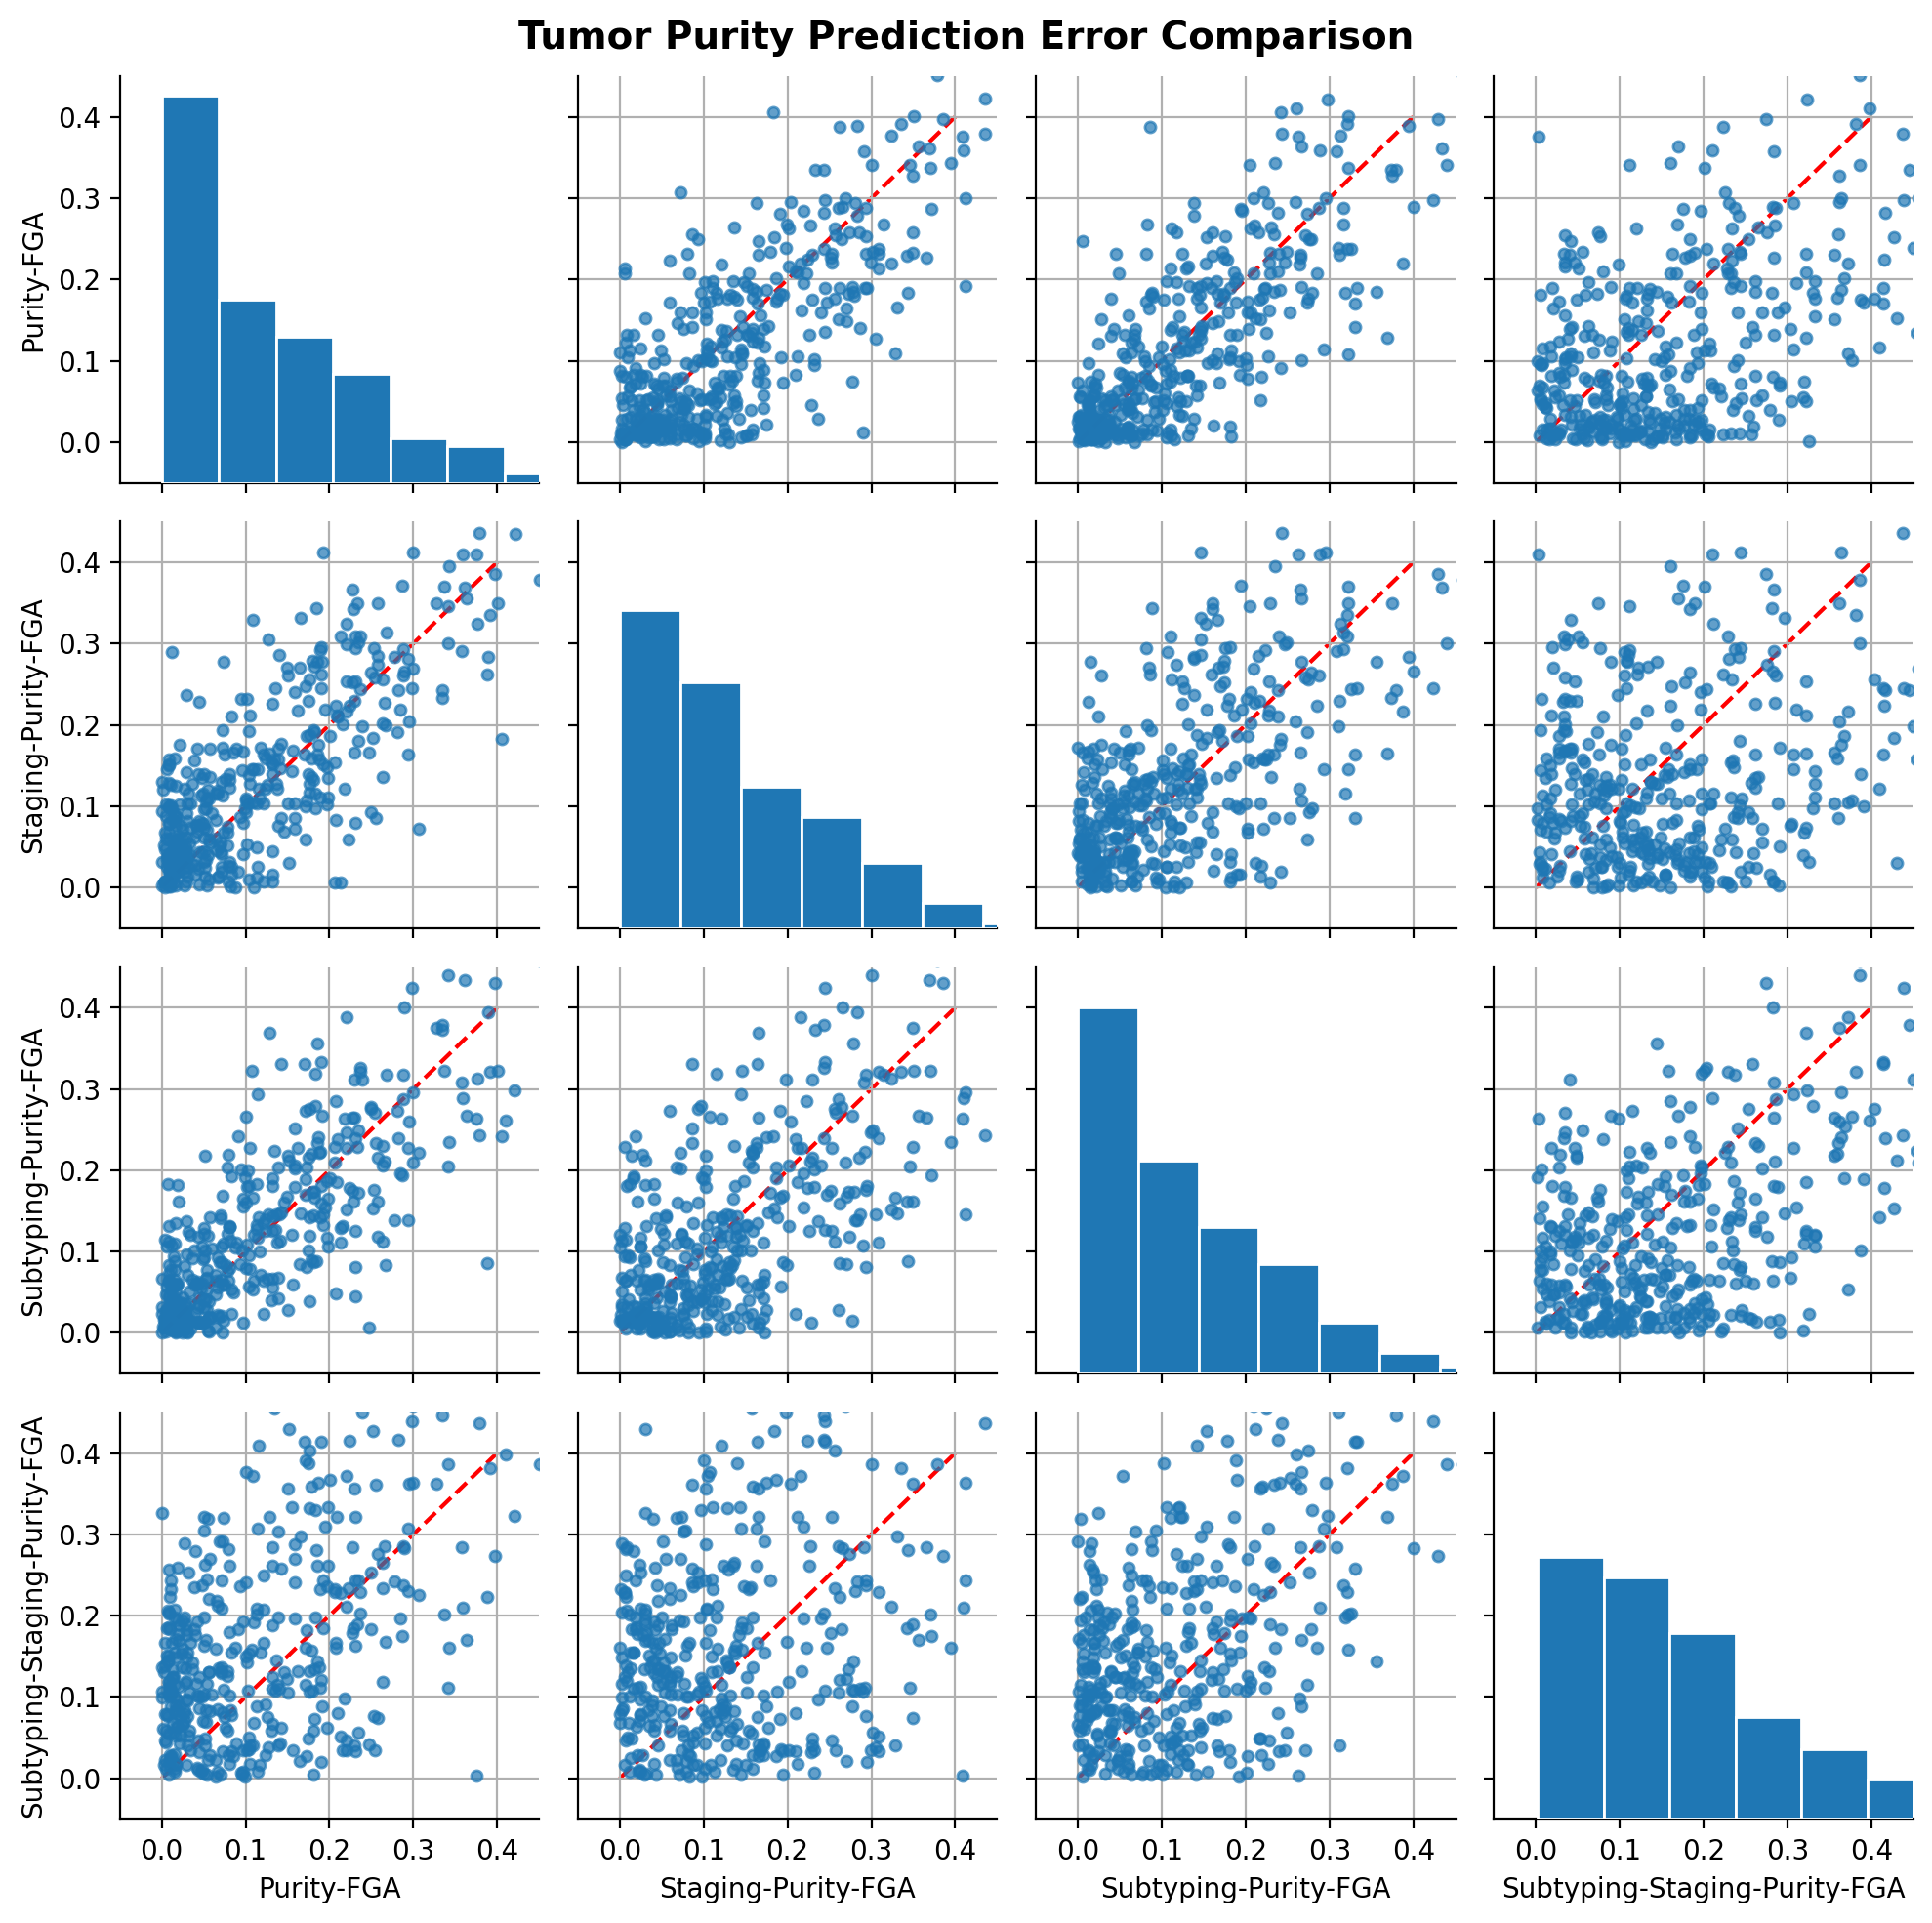 Tumor Purity Prediction Error Comparison
0.4
0.3
0.2
0.1
0.0
Purity-FGA
0.4
0.3
0.2
0.1
0.0
Staging-Purity-FGA
0.4
0.3
0.2
0.1
0.0
Subtyping-Purity-FGA
0.4
0.3
0.2
0.1
0.0
Subtyping-Staging-Purity-FGA
0.0 0.1 0.2 0.3 0.4
0.0 0.1 0.2 0.3 0.4
0.0 0.1 0.2 0.3 0.4
0.0 0.1 0.2 0.3 0.4
Purity-FGA
Staging-Purity-FGA
Subtyping-Purity-FGA
Subtyping-Staging-Purity-FGA